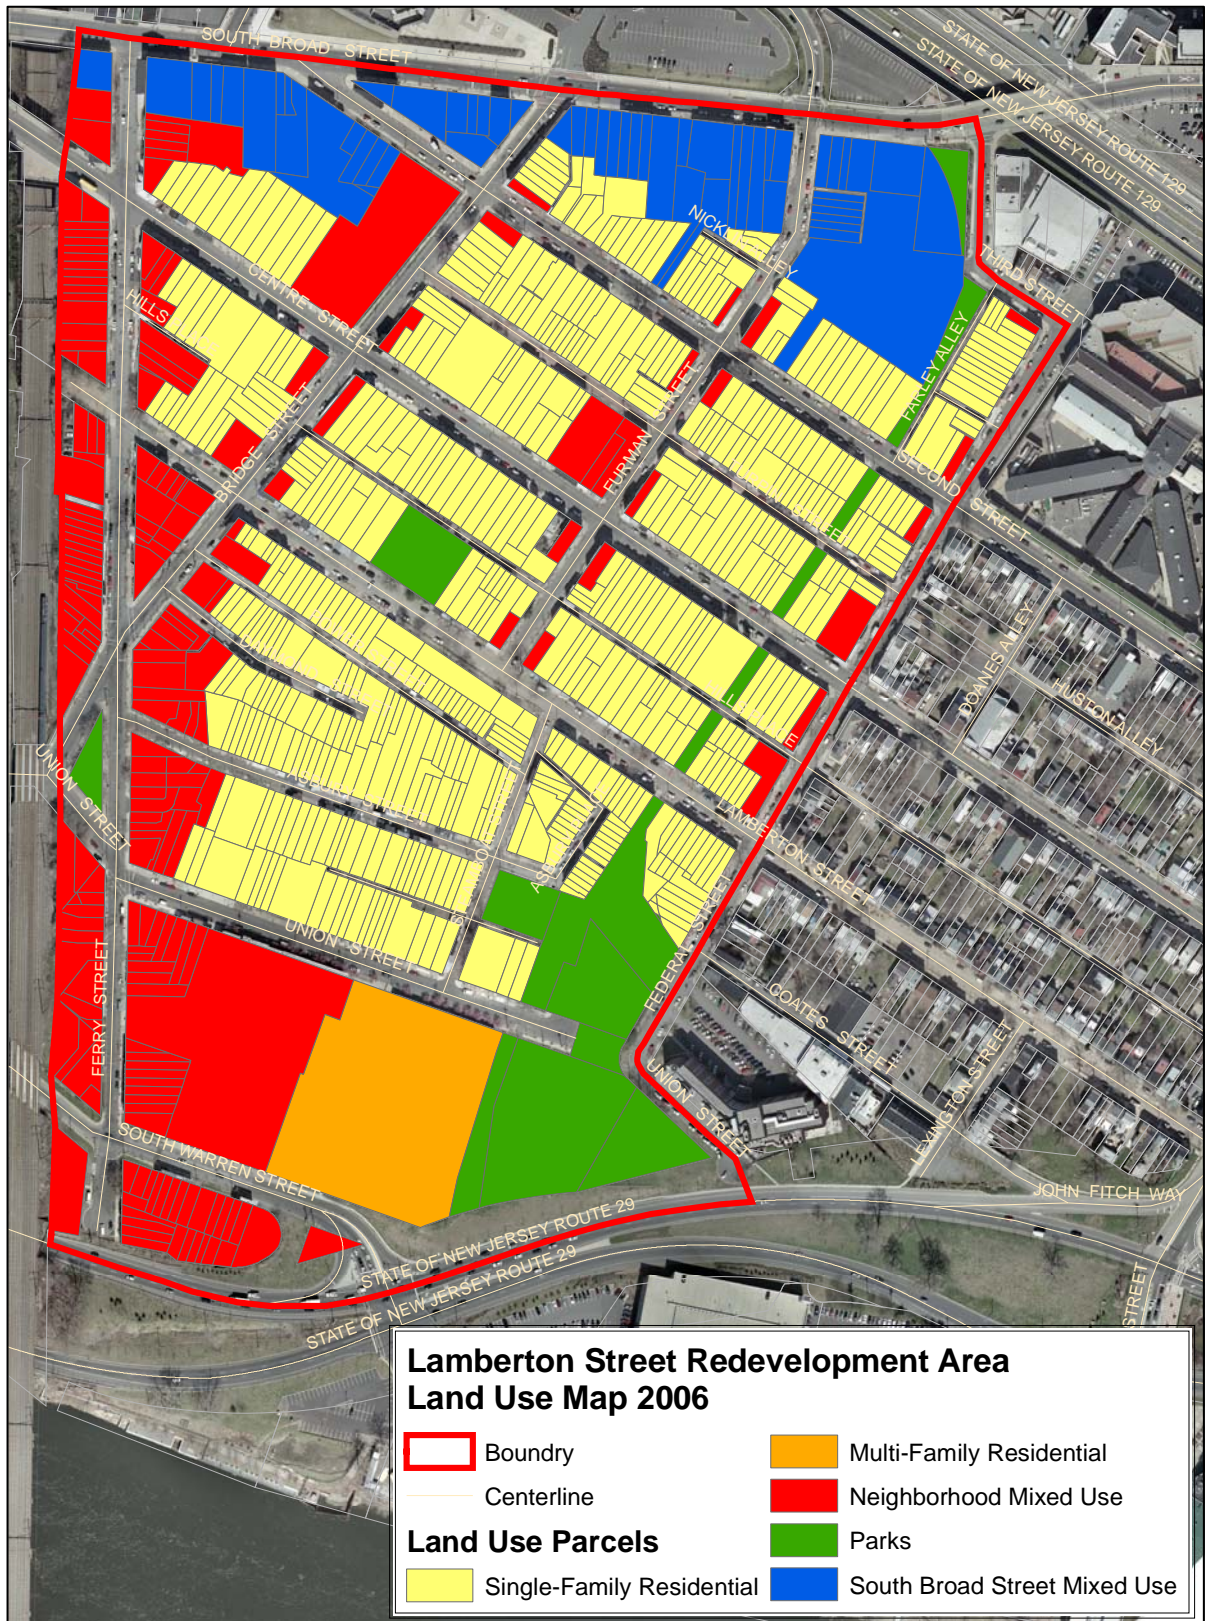 SOUTH BROAD STREET
STATE OF NEW JERSEY ROUTE 129
STATE OF NEW JERSEY ROUTE 129
THIRD STREET
CENTRE STREET
BRIDGE STREET
FURMAN STREET
FARLEY ALLEY
SECOND STREET
DOANES ALLEY
HUSTON ALLEY
UNION STREET
LAMBERTON STREET
UNION STREET
FERRY STREET
FEDERAL STREET
COATES STREET
LEXINGTON STREET
UNION STREET
SOUTH WARREN STREET
JOHN FITCH WAY
STATE OF NEW JERSEY ROUTE 29
STATE OF NEW JERSEY ROUTE 29
STREET
Lamberton Street Redevelopment Area
Land Use Map 2006
Boundry
Centerline
Land Use Parcels
Single-Family Residential
Multi-Family Residential
Neighborhood Mixed Use
Parks
South Broad Street Mixed Use